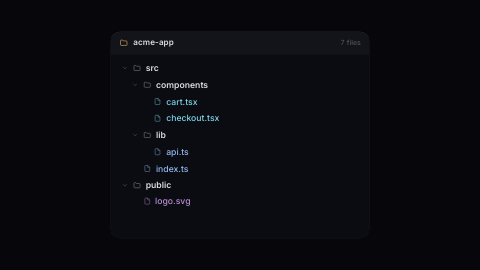 acme-app 7 files
src
components
cart.tsx
checkout.tsx
lib
api.ts
index.ts
public
logo.svg